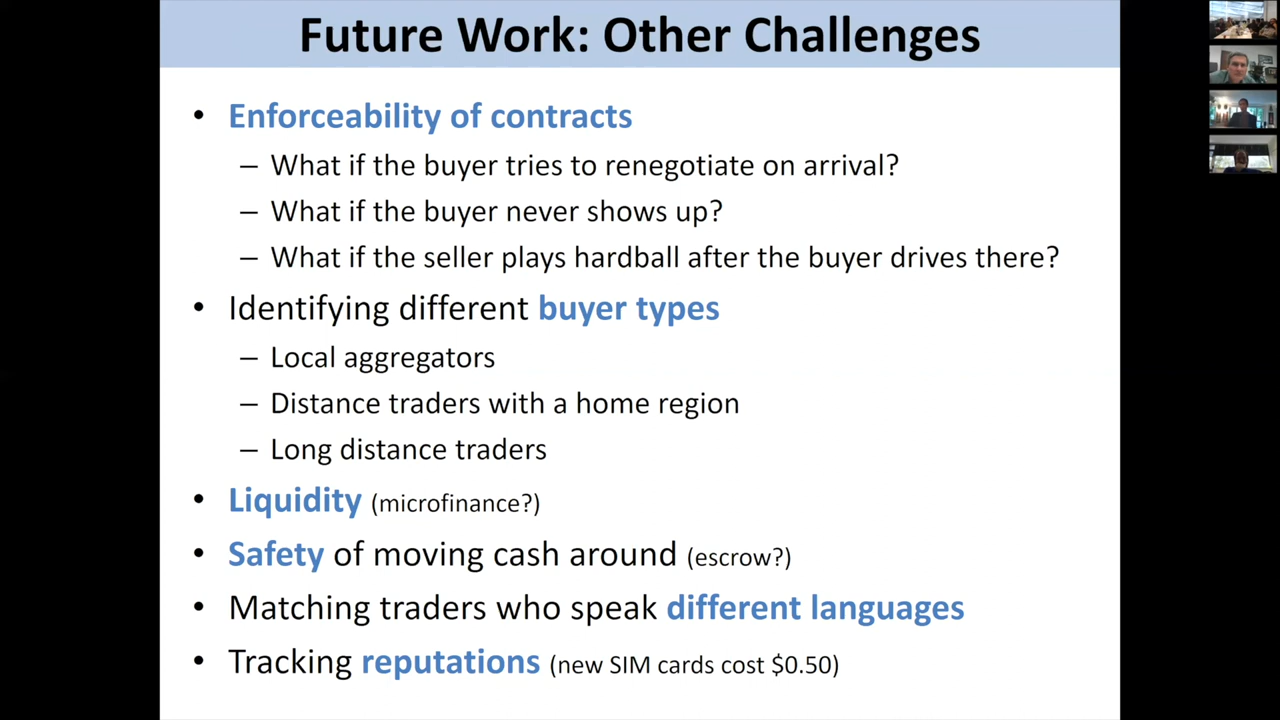 Future Work: Other Challenges
• Enforceability of contracts
– What if the buyer tries to renegotiate on arrival?
– What if the buyer never shows up?
– What if the seller plays hardball after the buyer drives there?
• Identifying different buyer types
– Local aggregators
– Distance traders with a home region
– Long distance traders
• Liquidity (microfinance?)
• Safety of moving cash around (escrow?)
• Matching traders who speak different languages
• Tracking reputations (new SIM cards cost $0.50)